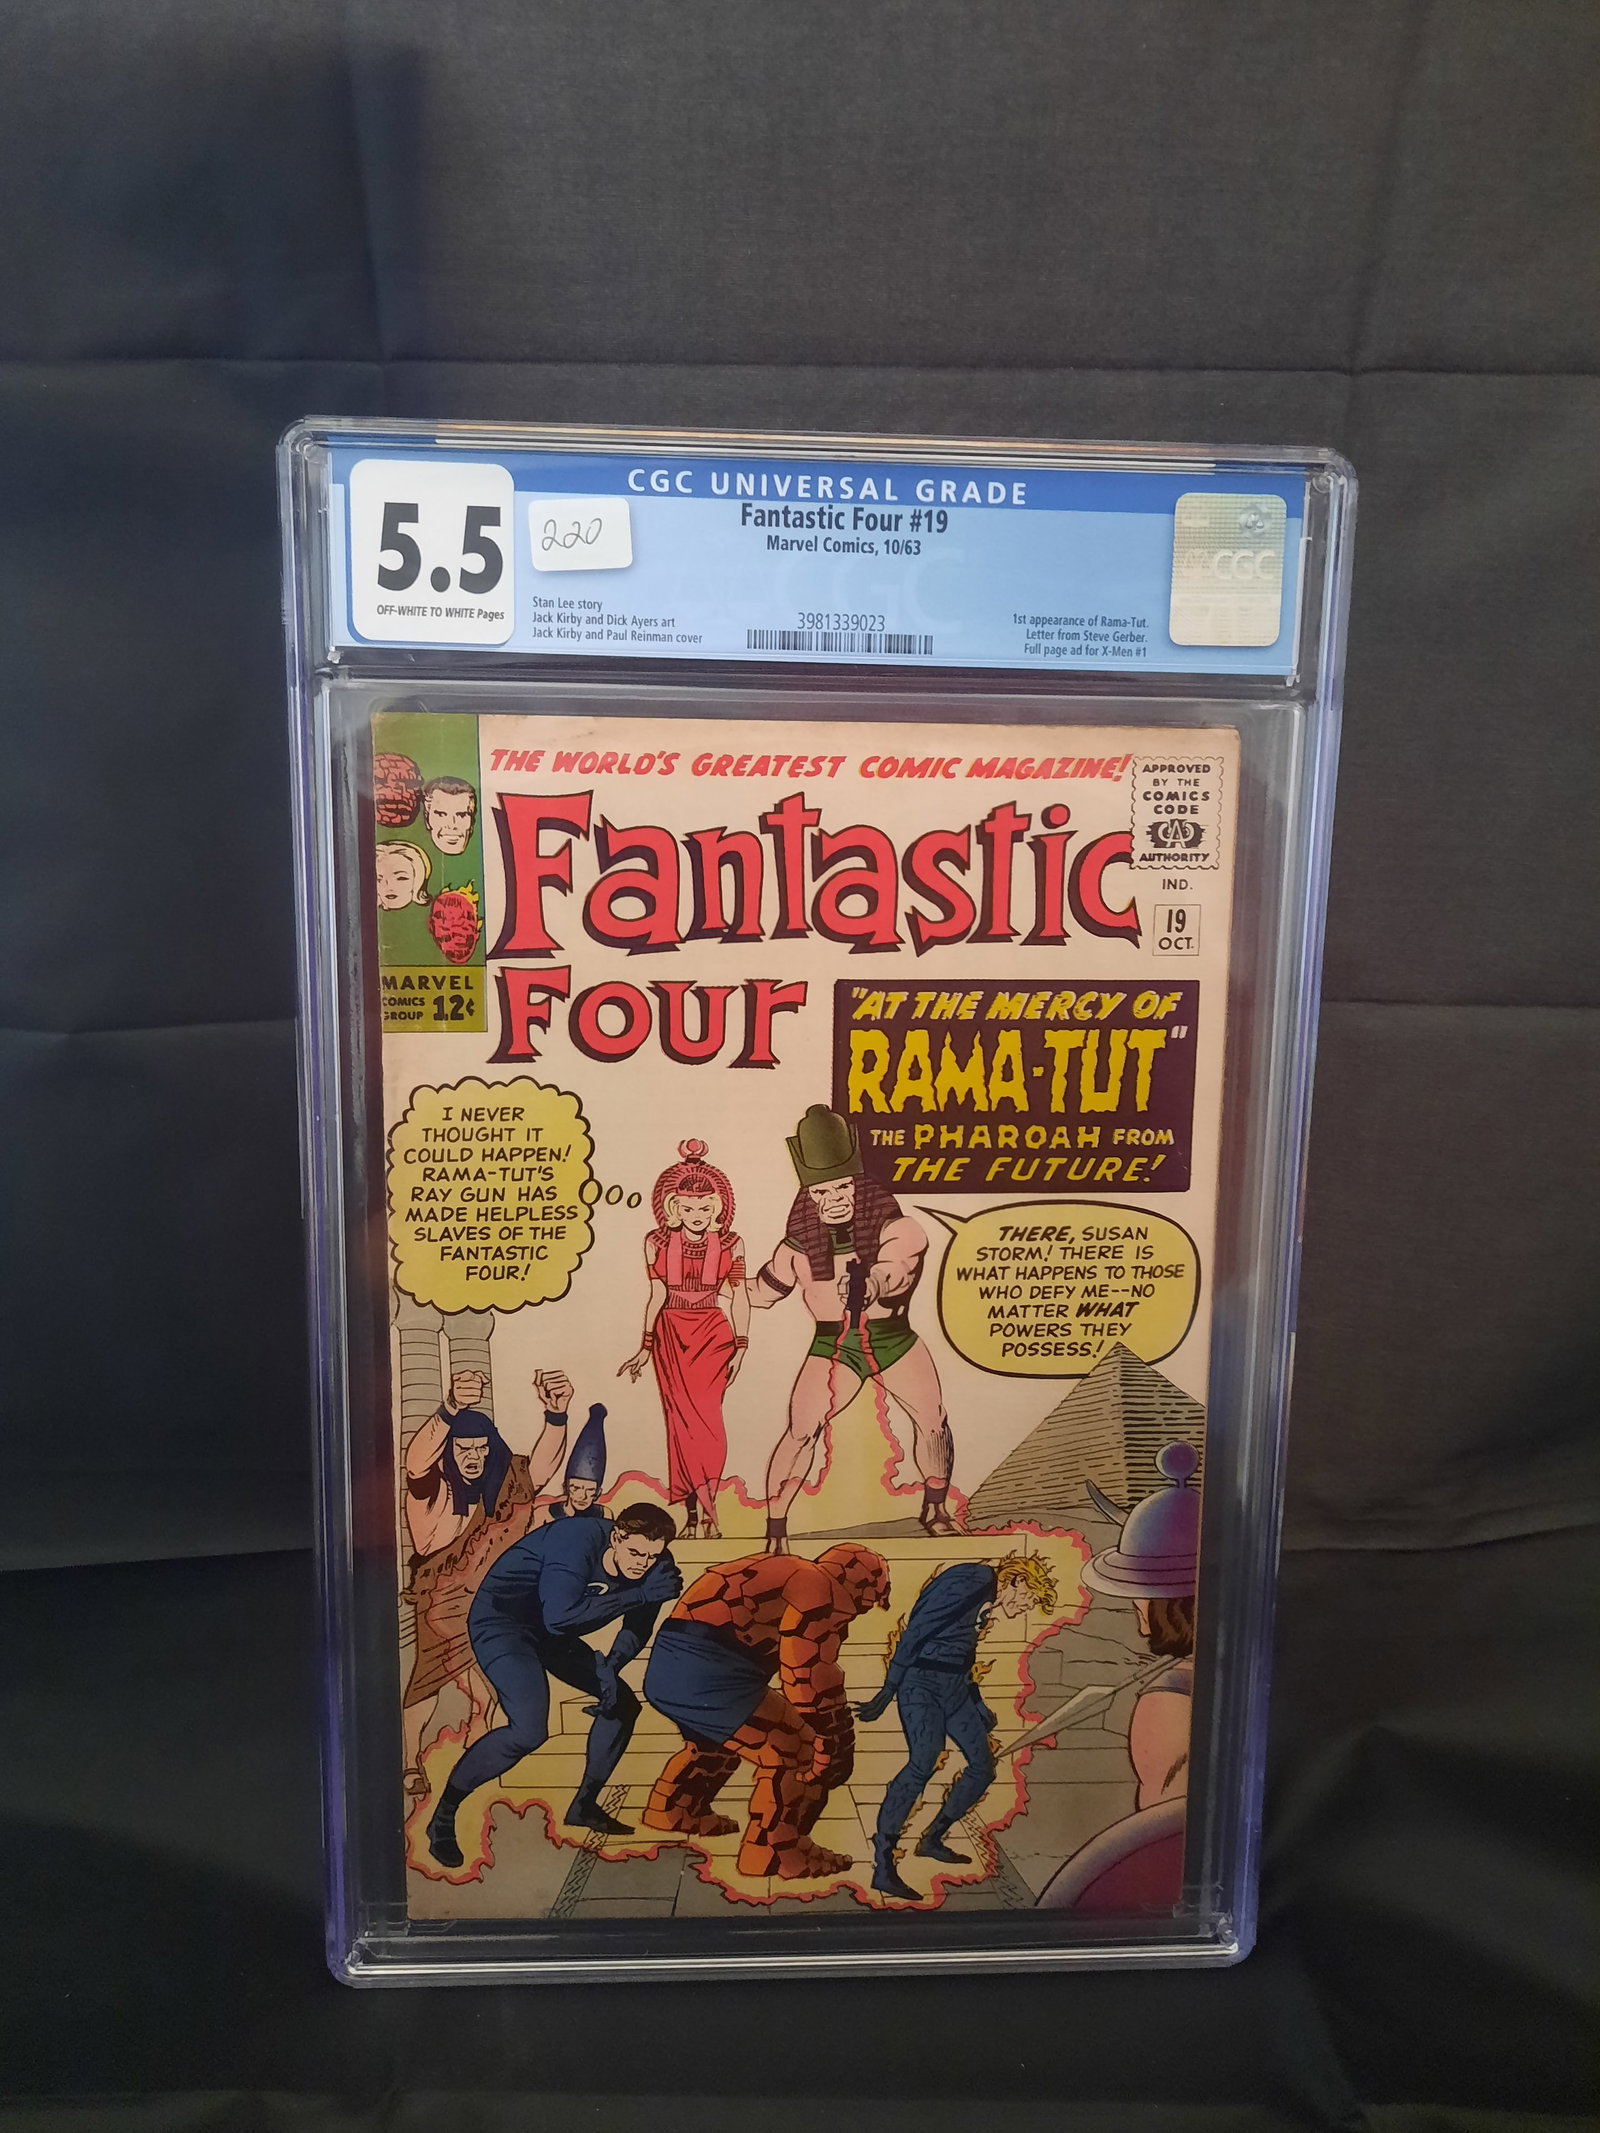 CGC UNIVERSAL GRADE
5.5
OFF-WHITE TO WHITE Pages
220
Fantastic Four #19
Marvel Comics, 10/63
Stan Lee story
Jack Kirby and Dick Ayers art
Jack Kirby and Paul Reinman cover
3981339023
1st appearance of Rama-Tut.
Letter from Steve Gerber.
Full page ad for X-Men #1
CGC
THE WORLD'S GREATEST COMIC MAGAZINE!
Fantastic
Four
APPROVED
BY THE
COMICS
CODE
CA
AUTHORITY
IND.
19
OCT.
MARVEL
COMICS
GROUP 12¢
"AT THE MERCY OF
RAMA-TUT"
THE PHAROAH FROM
THE FUTURE!
I NEVER
THOUGHT IT
COULD HAPPEN!
RAMA-TUT'S
RAY GUN HAS
MADE HELPLESS
SLAVES OF THE
FANTASTIC
FOUR!
THERE, SUSAN
STORM! THERE IS
WHAT HAPPENS TO THOSE
WHO DEFY ME--NO
MATTER WHAT
POWERS THEY
POSSESS!